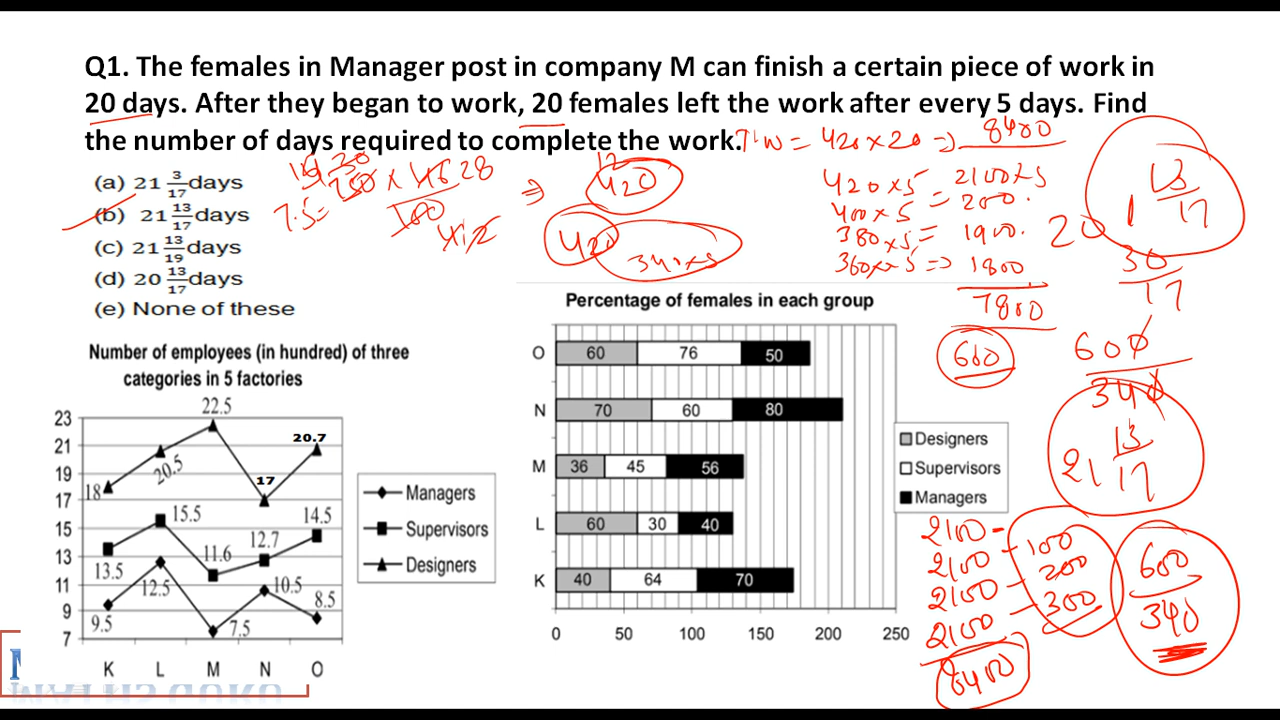 Q1. The females in Manager post in company M can finish a certain piece of work in
20 days. After they began to work, 20 females left the work after every 5 days. Find
the number of days required to complete the work.
(a) 21 3/17 days
(b) 21 13/17 days
(c) 21 13/19 days
(d) 20 13/17 days
(e) None of these
W = 420 × 20 ⇒ 8400
420 × 5 2100
400 × 5 =
380 × 5 = 1900.
360 × 5 ⇒ 1800
7800
600
420
420
340 × 5
20
1 13/17
30/17
600/340
21 13/17
2100 -
2100 - 100
2100 - 200
2100 - 300
8400
600/340
Number of employees (in hundred) of three
categories in 5 factories
23
21
19
17
15
13
11
9
7
18
20.5
22.5
17
20.7
13.5
15.5
11.6
12.7
14.5
9.5
12.5
7.5
10.5
8.5
K L M N O
Managers
Supervisors
Designers
Percentage of females in each group
O 60 76 50
N 70 60 80
M 36 45 56
L 60 30 40
K 40 64 70
0 50 100 150 200 250
Designers
Supervisors
Managers